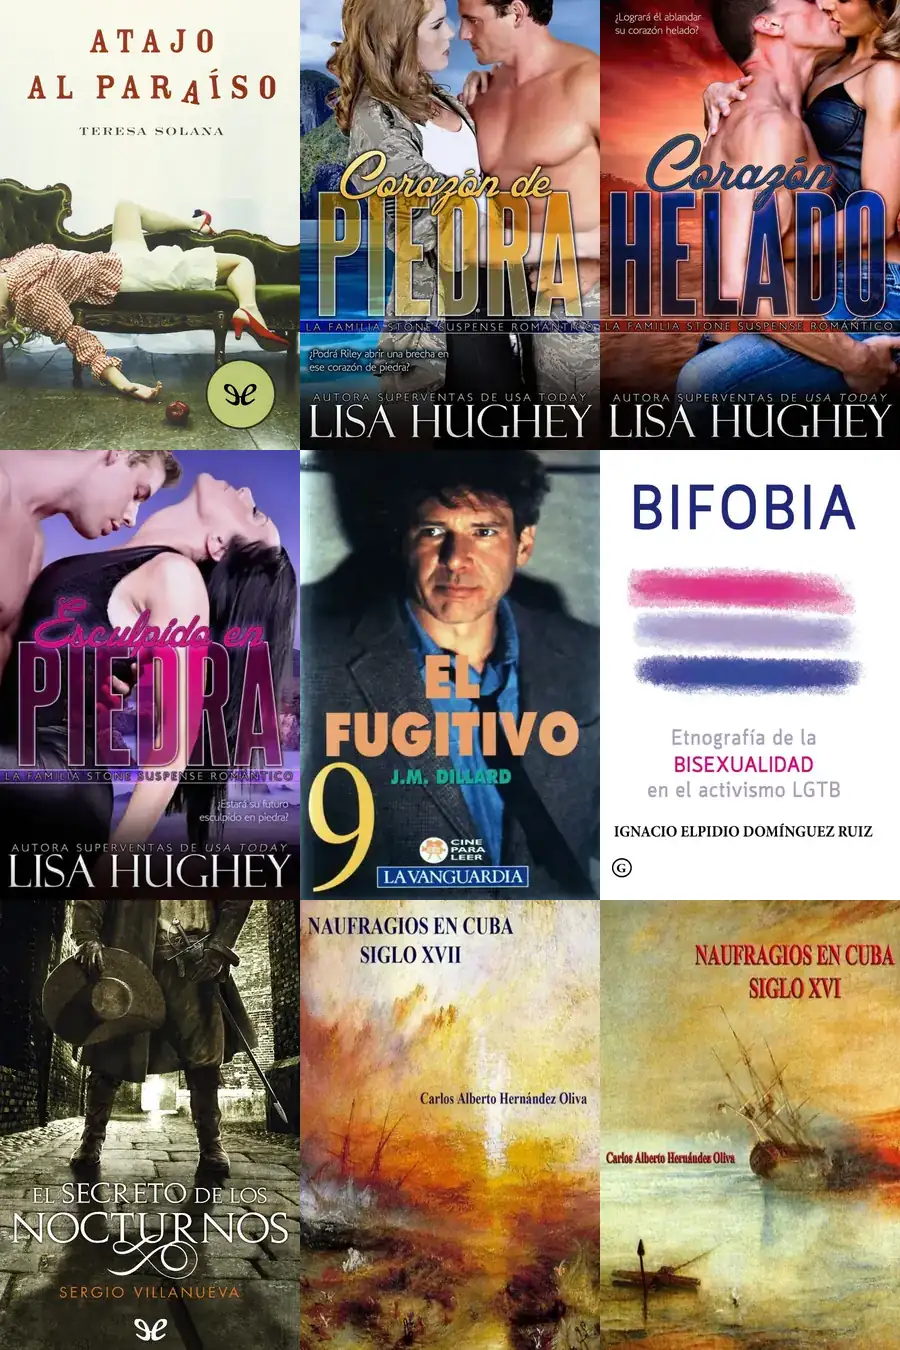 ATAJO
AL PARAÍSO
TERESA SOLANA
Corazón de
PIEDRA
LA FAMILIA STONE SUSPENSE ROMÁNTICO
¿Podrá Riley abrir una brecha en
ese corazón de piedra?
AUTORA SUPERVENTAS DE USA TODAY
LISA HUGHEY
¿Logrará él ablandar
su corazón helado?
Corazón
HELADO
LA FAMILIA STONE SUSPENSE ROMÁNTICO
AUTORA SUPERVENTAS DE USA TODAY
LISA HUGHEY
Esculpido en
PIEDRA
LA FAMILIA STONE SUSPENSE ROMÁNTICO
¿Estará su futuro
esculpido en piedra?
AUTORA SUPERVENTAS DE USA TODAY
LISA HUGHEY
EL
FUGITIVO
J.M. DILLARD
9
CINE
PARA
LEER
LA VANGUARDIA
BIFOBIA
Etnografía de la
BISEXUALIDAD
en el activismo LGTB
IGNACIO ELPIDIO DOMÍNGUEZ RUIZ
G
EL SECRETO DE LOS
NOCTURNOS
SERGIO VILLANUEVA
NAUFRAGIOS EN CUBA
SIGLO XVII
Carlos Alberto Hernández Oliva
NAUFRAGIOS EN CUBA
SIGLO XVI
Carlos Alberto Hernández Oliva